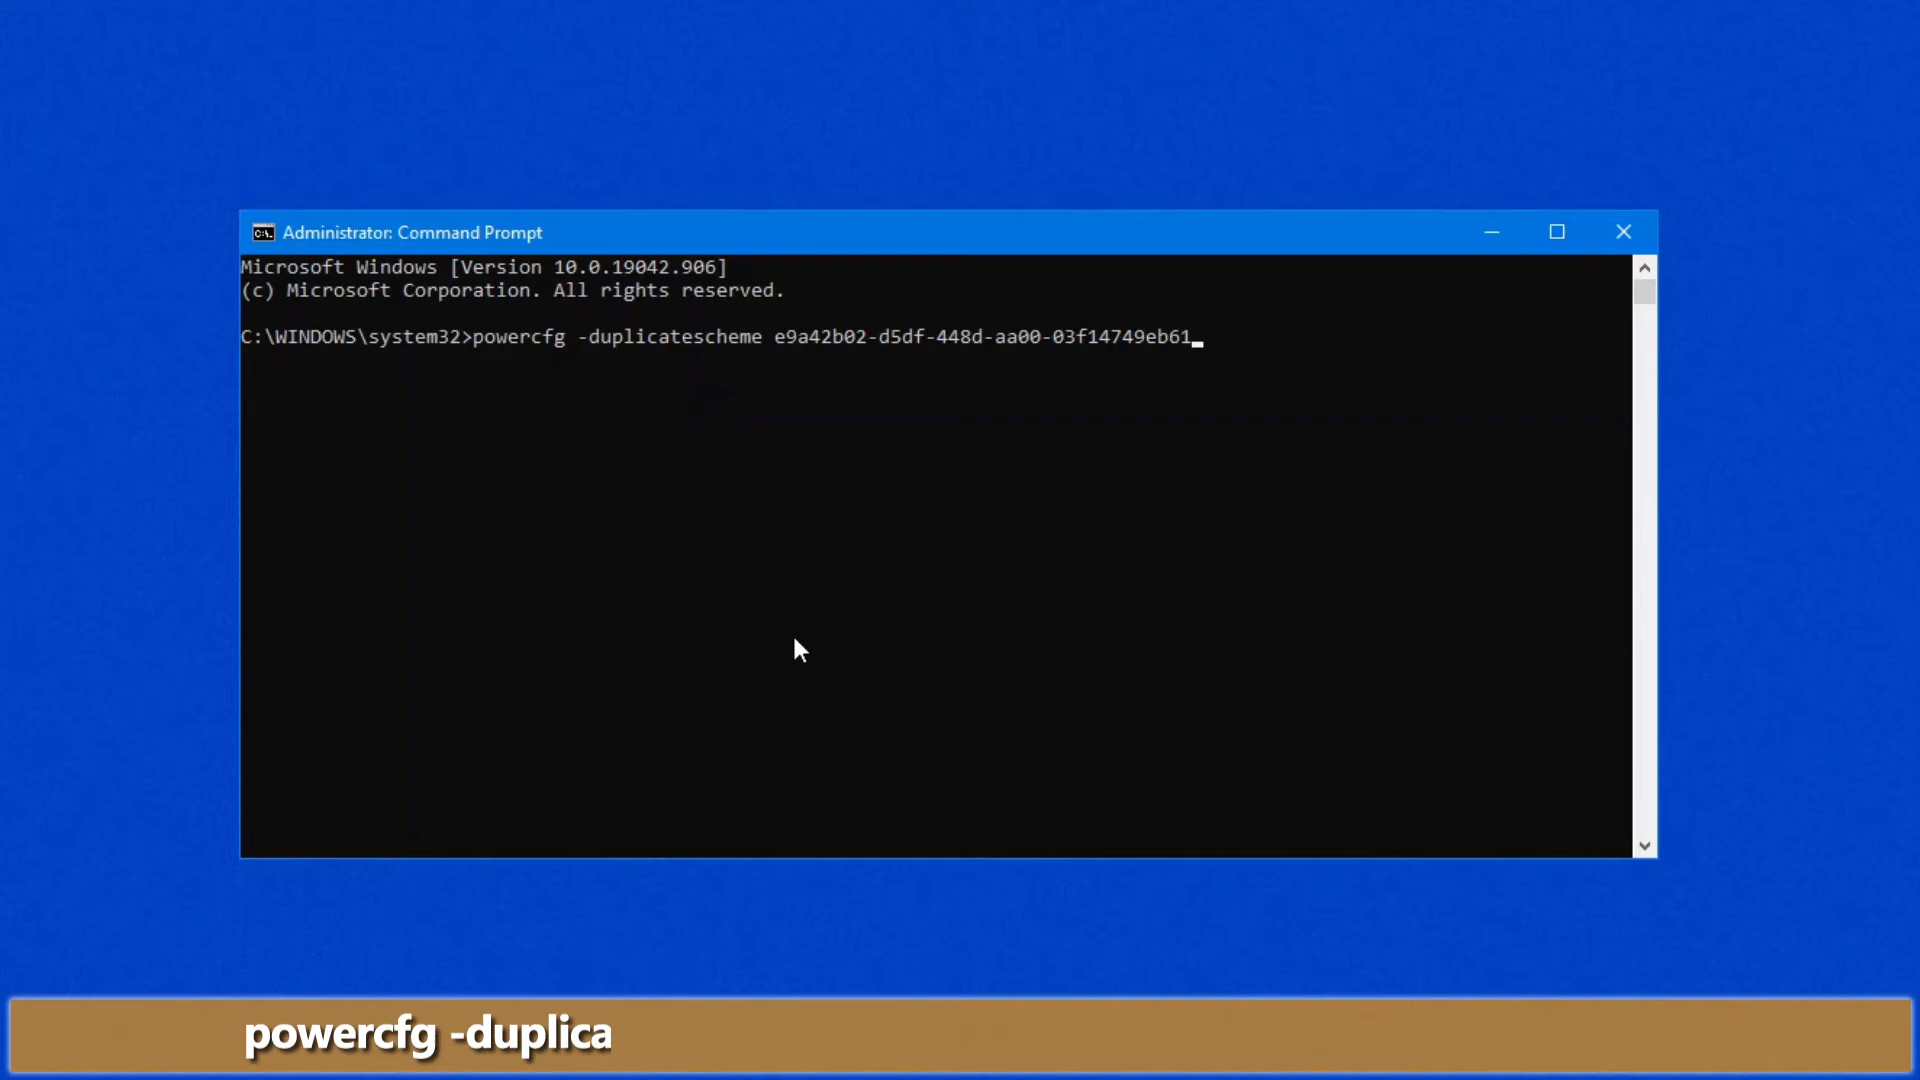 Administrator: Command Prompt
Microsoft Windows [Version 10.0.19042.906]
(c) Microsoft Corporation. All rights reserved.
C:\WINDOWS\system32>powercfg -duplicatescheme e9a42b02-d5df-448d-aa00-03f14749eb61
powercfg -duplica